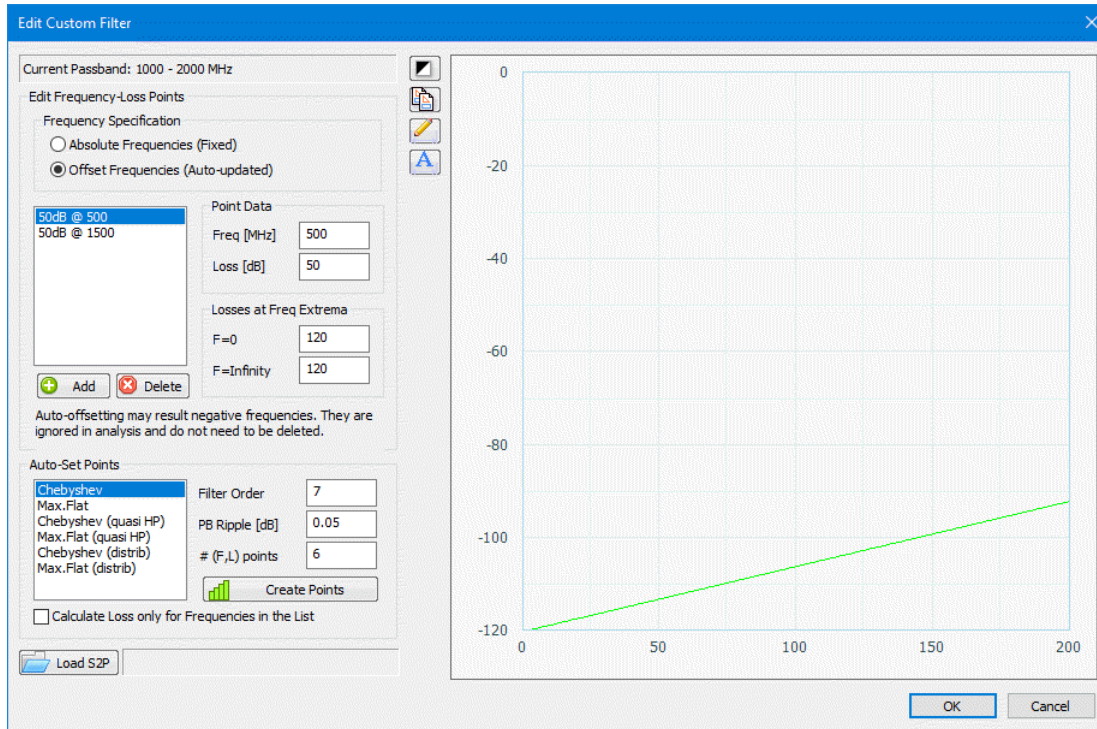 Edit Custom Filter
Current Passband: 1000 - 2000 MHz
Edit Frequency-Loss Points
Frequency Specification
Absolute Frequencies (Fixed)
Offset Frequencies (Auto-updated)
50dB @ 500
50dB @ 1500
Point Data
Freq [MHz] 500
Loss [dB] 50
Losses at Freq Extrema
F=0 120
F=Infinity 120
Add Delete
Auto-offsetting may result negative frequencies. They are
ignored in analysis and do not need to be deleted.
Auto-Set Points
Chebyshev
Max.Flat
Chebyshev (quasi HP)
Max.Flat (quasi HP)
Chebyshev (distrib)
Max.Flat (distrib)
Filter Order 7
PB Ripple [dB] 0.05
# (F,L) points 6
Create Points
Calculate Loss only for Frequencies in the List
Load S2P
A
0
-20
-40
-60
-80
-100
-120
0 50 100 150 200
OK Cancel